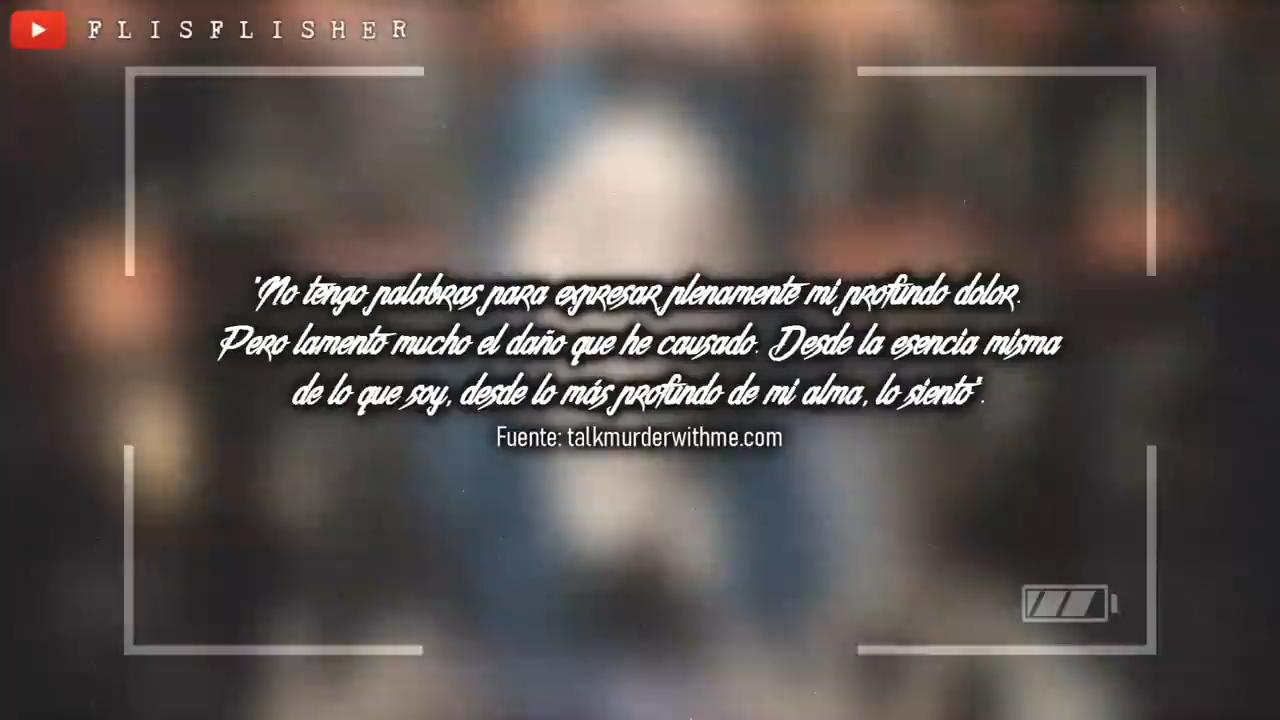 FLISFLISHER
"No tengo palabras para expresar plenamente mi profundo dolor.
Pero lamento mucho el daño que he causado. Desde la esencia misma
de lo que soy, desde lo más profundo de mi alma, lo siento".
Fuente: talkmurderwithme.com